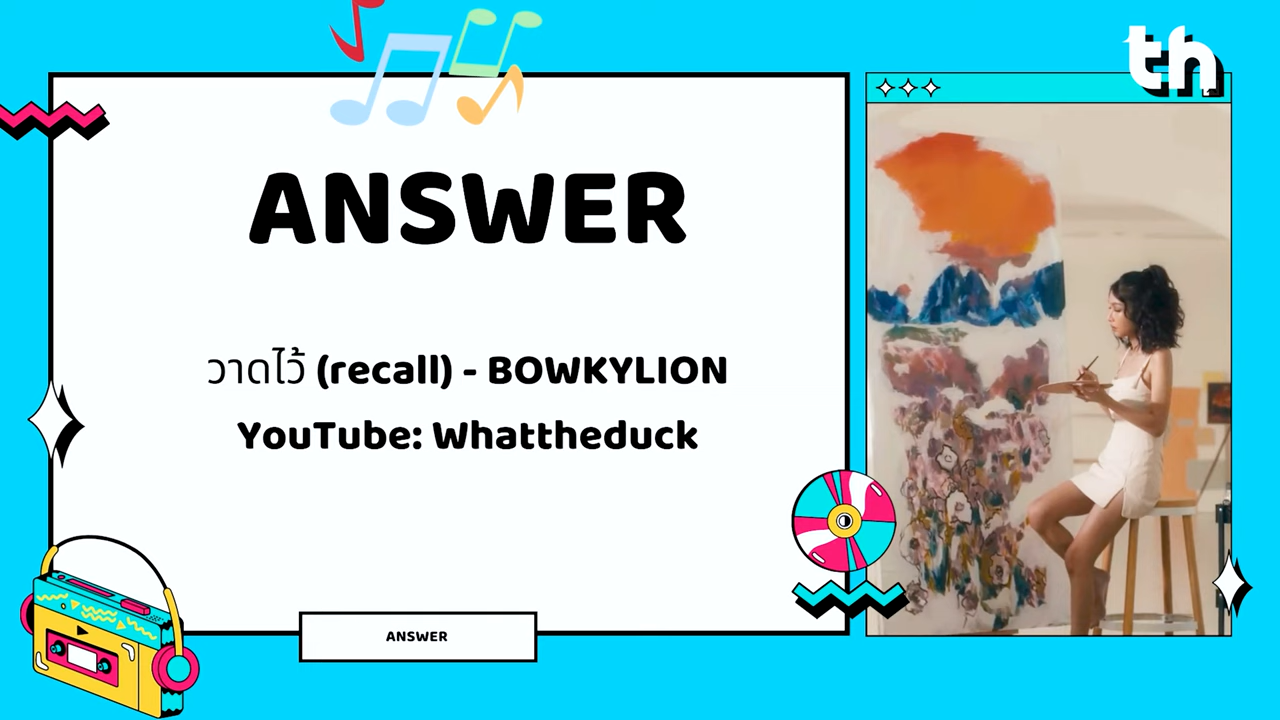 th
ANSWER
วาดไว้ (recall) - BOWKYLION
YouTube: Whattheduck
ANSWER